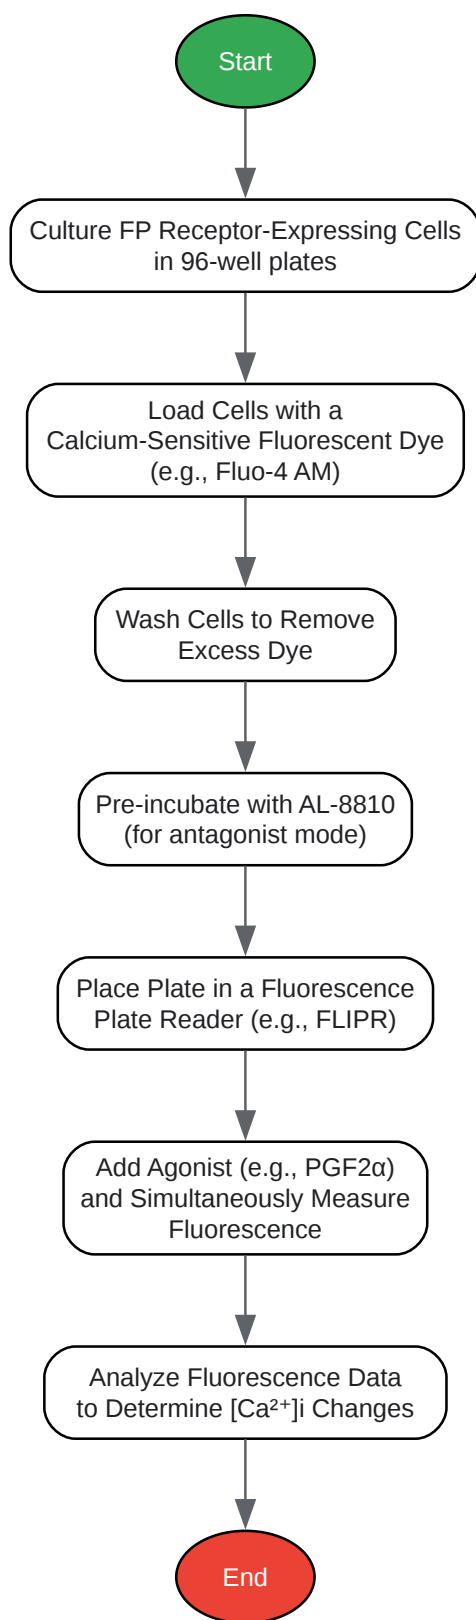 Start
Culture FP Receptor-Expressing Cells
in 96-well plates
Load Cells with a
Calcium-Sensitive Fluorescent Dye
(e.g., Fluo-4 AM)
Wash Cells to Remove
Excess Dye
Pre-incubate with AL-8810
(for antagonist mode)
Place Plate in a Fluorescence
Plate Reader (e.g., FLIPR)
Add Agonist (e.g., PGF2α)
and Simultaneously Measure
Fluorescence
Analyze Fluorescence Data
to Determine [Ca²⁺]i Changes
End